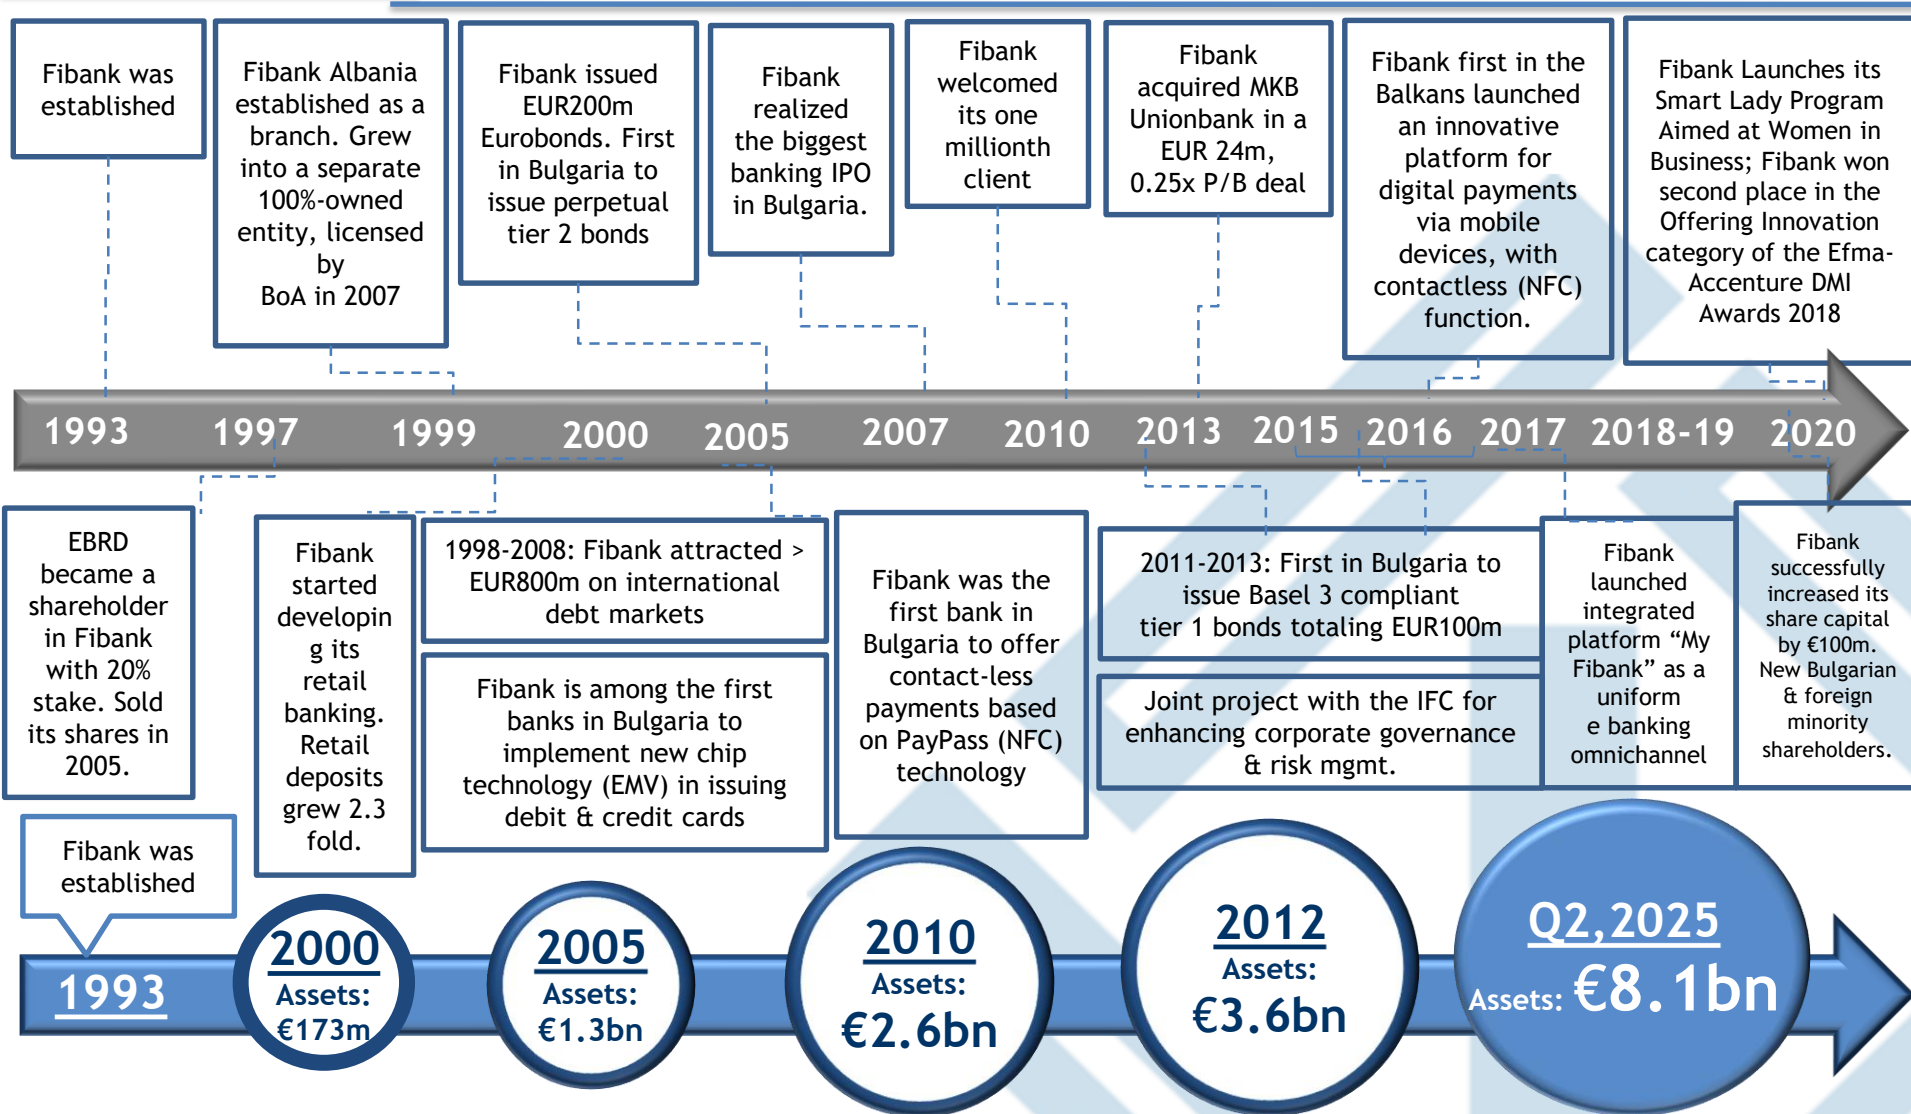 Fibank was
established
Fibank Albania
established as a
branch. Grew
into a separate
100%-owned
entity, licensed
by
BoA in 2007
Fibank issued
EUR200m
Eurobonds. First
in Bulgaria to
issue perpetual
tier 2 bonds
Fibank
realized
the biggest
banking IPO
in Bulgaria.
Fibank
welcomed
its one
millionth
client
Fibank
acquired MKB
Unionbank in a
EUR 24m,
0.25x P/B deal
Fibank first in the
Balkans launched
an innovative
platform for
digital payments
via mobile
devices, with
contactless (NFC)
function.
Fibank Launches its
Smart Lady Program
Aimed at Women in
Business; Fibank won
second place in the
Offering Innovation
category of the Efma-
Accenture DMI
Awards 2018
1993 1997 1999 2000 2005 2007 2010 2013 2015 2016 2017 2018-19 2020
EBRD
became a
shareholder
in Fibank
with 20%
stake. Sold
its shares in
2005.
Fibank
started
developin
g its
retail
banking.
Retail
deposits
grew 2.3
fold.
1998-2008: Fibank attracted >
EUR800m on international
debt markets
Fibank is among the first
banks in Bulgaria to
implement new chip
technology (EMV) in issuing
debit & credit cards
Fibank was the
first bank in
Bulgaria to offer
contact-less
payments based
on PayPass (NFC)
technology
2011-2013: First in Bulgaria to
issue Basel 3 compliant
tier 1 bonds totaling EUR100m
Joint project with the IFC for
enhancing corporate governance
& risk mgmt.
Fibank
launched
integrated
platform “My
Fibank” as a
uniform
e banking
omnichannel
Fibank
successfully
increased its
share capital
by €100m.
New Bulgarian
& foreign
minority
shareholders.
Fibank was
established
1993
2000
Assets:
€173m
2005
Assets:
€1.3bn
2010
Assets:
€2.6bn
2012
Assets:
€3.6bn
Q2,2025
Assets: €8.1bn